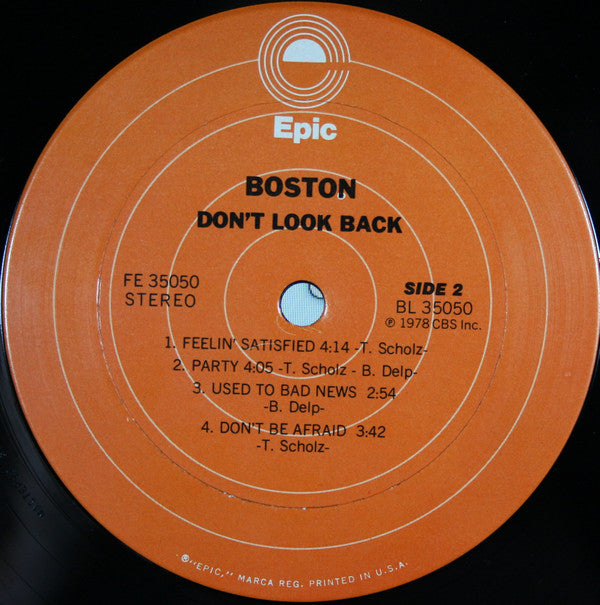 Epic
BOSTON
DON'T LOOK BACK
FE 35050
STEREO
SIDE 2
BL 35050
℗ 1978 CBS Inc.
1. FEELIN' SATISFIED 4:14 -T. Scholz-
2. PARTY 4:05 -T. Scholz - B. Delp-
3. USED TO BAD NEWS 2:54
-B. Delp-
4. DON'T BE AFRAID 3:42
-T. Scholz-
®"EPIC," MARCA REG. PRINTED IN U.S.A.